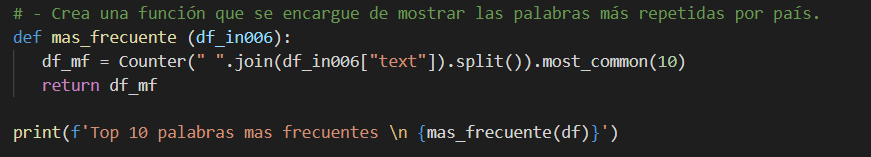 # - Crea una función que se encargue de mostrar las palabras más repetidas por país.
def mas_frecuente (df_in006):
    df_mf = Counter(" ".join(df_in006["text"]).split()).most_common(10)
    return df_mf
print(f'Top 10 palabras mas frecuentes \n {mas_frecuente(df)}')